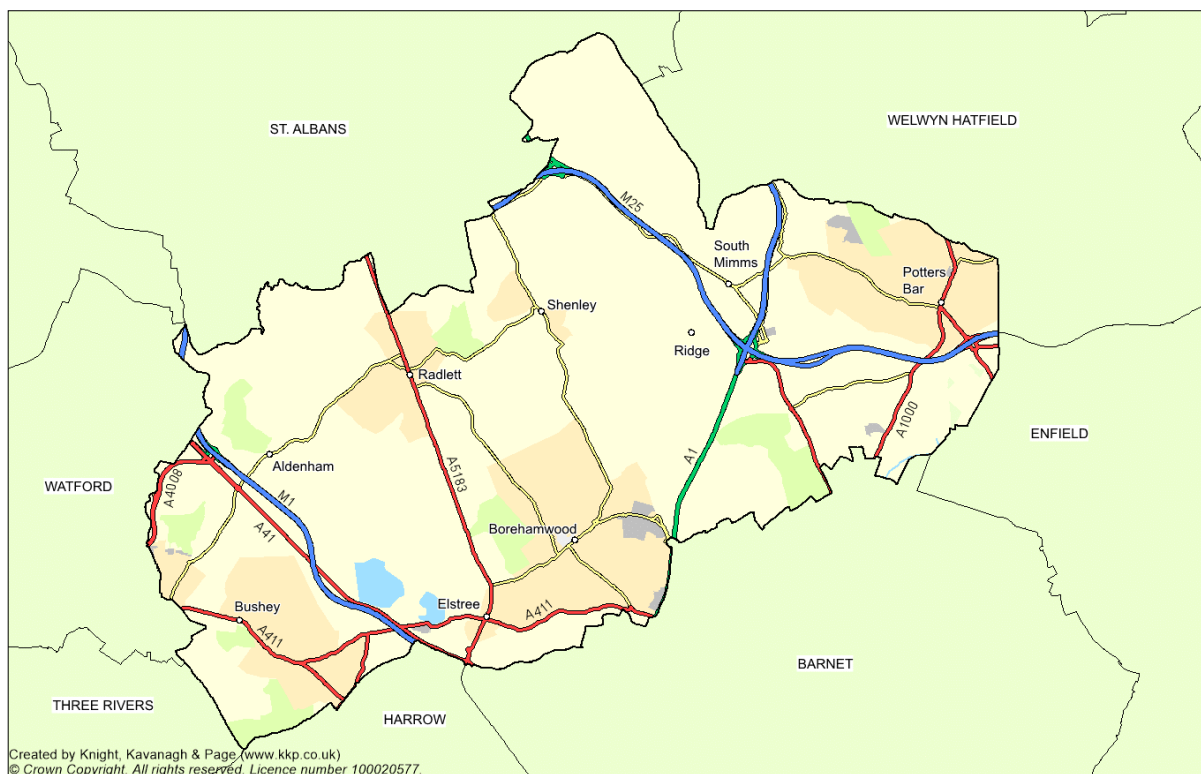 ST. ALBANS
WELWYN HATFIELD
M25
South
Mimms
Potters
Bar
Shenley
Ridge
Radlett
A1000
ENFIELD
A1
Aldenham
A5183
WATFORD
A4008
M1
A41
Borehamwood
Elstree
A411
Bushey
A411
BARNET
THREE RIVERS
HARROW
Created by Knight, Kavanagh & Page (www.kkp.co.uk)
© Crown Copyright. All rights reserved. Licence number 100020577.